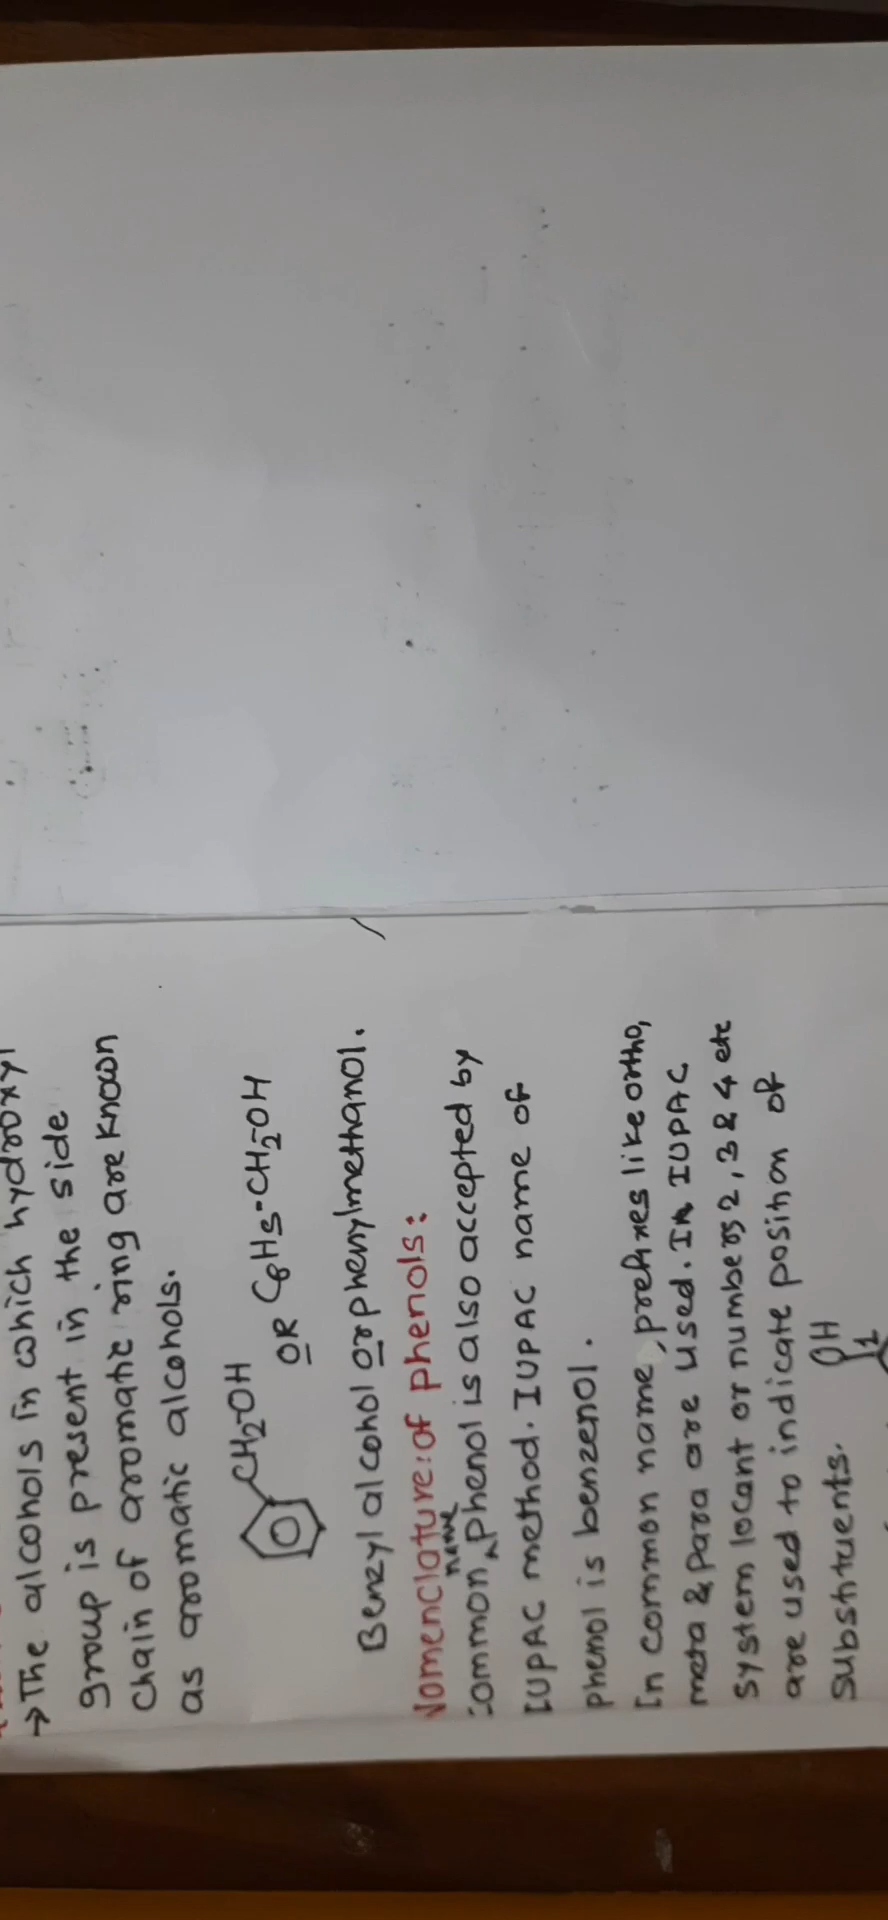 → The alcohols in which hydroxyl
group is present in the side
chain of aromatic ring are known
as aromatic alcohols.
CH2OH
OR C6H5-CH2-OH
Benzyl alcohol or phenylmethanol.
Nomenclature: of phenols:
common name phenol is also accepted by
IUPAC method. IUPAC name of
phenol is benzenol.
In common name, prefixes like ortho,
meta & para are used. In IUPAC
system locant or numbers 2, 3 & 4 etc
are used to indicate position of
substituents.
OH
1